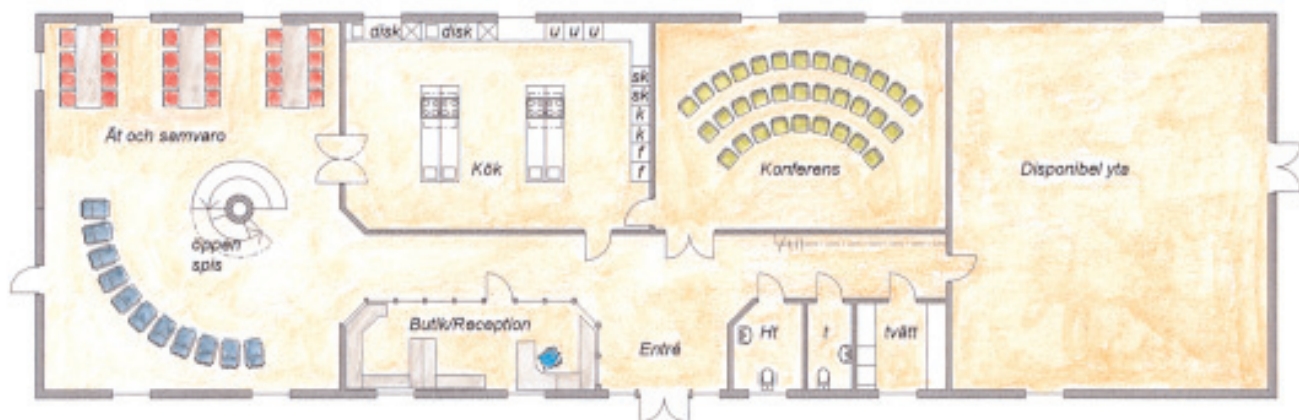 disk disk u u u
sk
sk
k
k
f
f
Ät och samvaro
Kök
Konferens
Disponibel yta
öppen
spis
Butik/Reception
Entré
Ht
t
tvätt